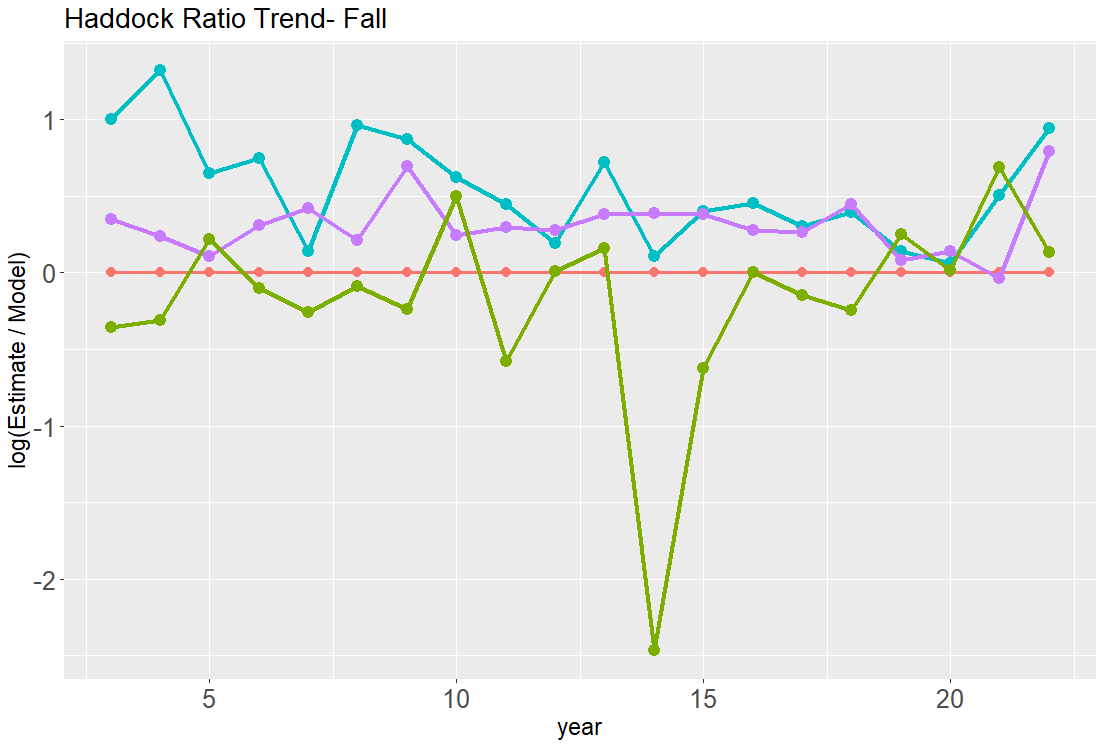 Haddock Ratio Trend- Fall
log(Estimate / Model)
1
0
-1
-2
5 10 15 20
year